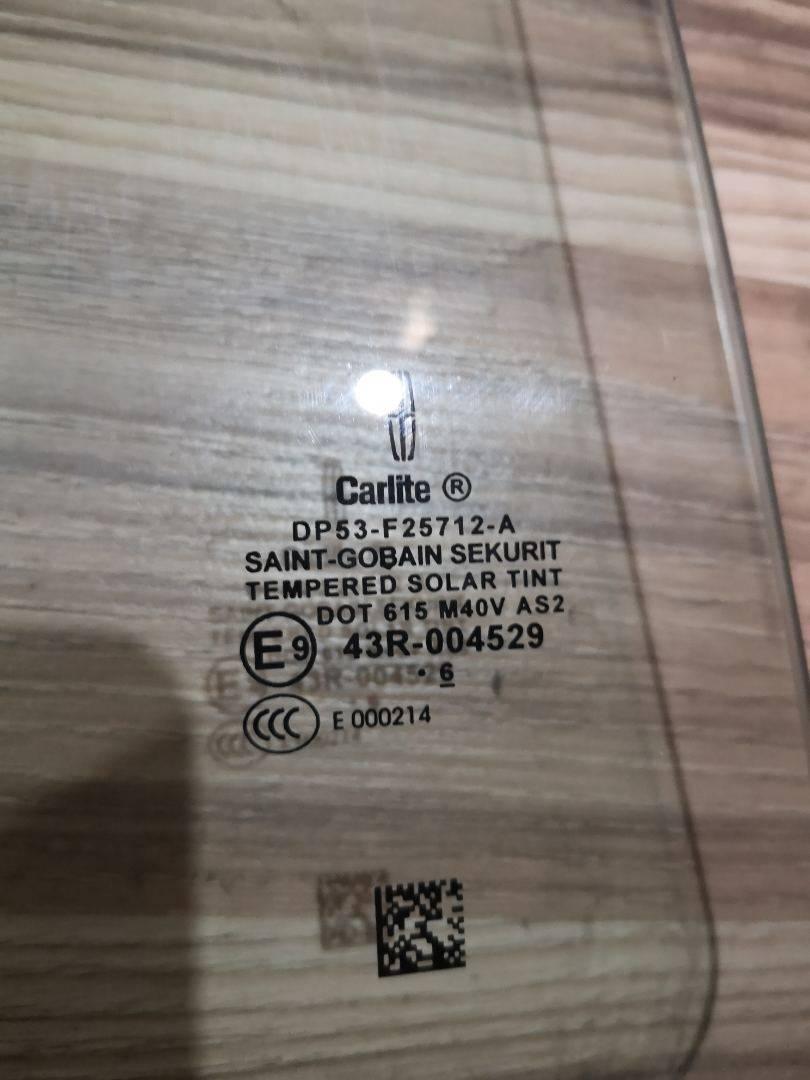 Carlite ®
DP53-F25712-A
SAINT-GOBAIN SEKURIT
TEMPERED SOLAR TINT
DOT 615 M40V AS2
E9 43R-004529
· 6
CCC E 000214